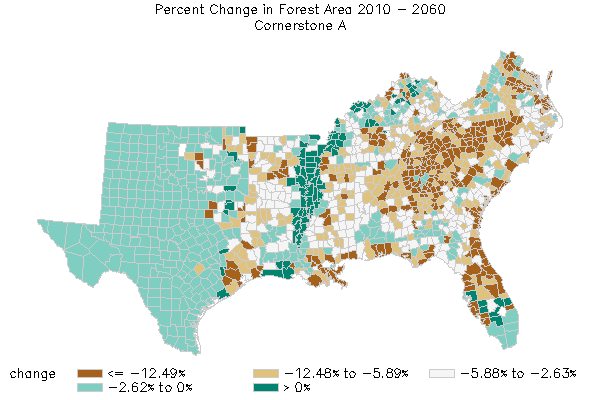 Percent Change in Forest Area 2010 - 2060
Cornerstone A
change <= -12.49% -12.48% to -5.89% -5.88% to -2.63%
-2.62% to 0% > 0%